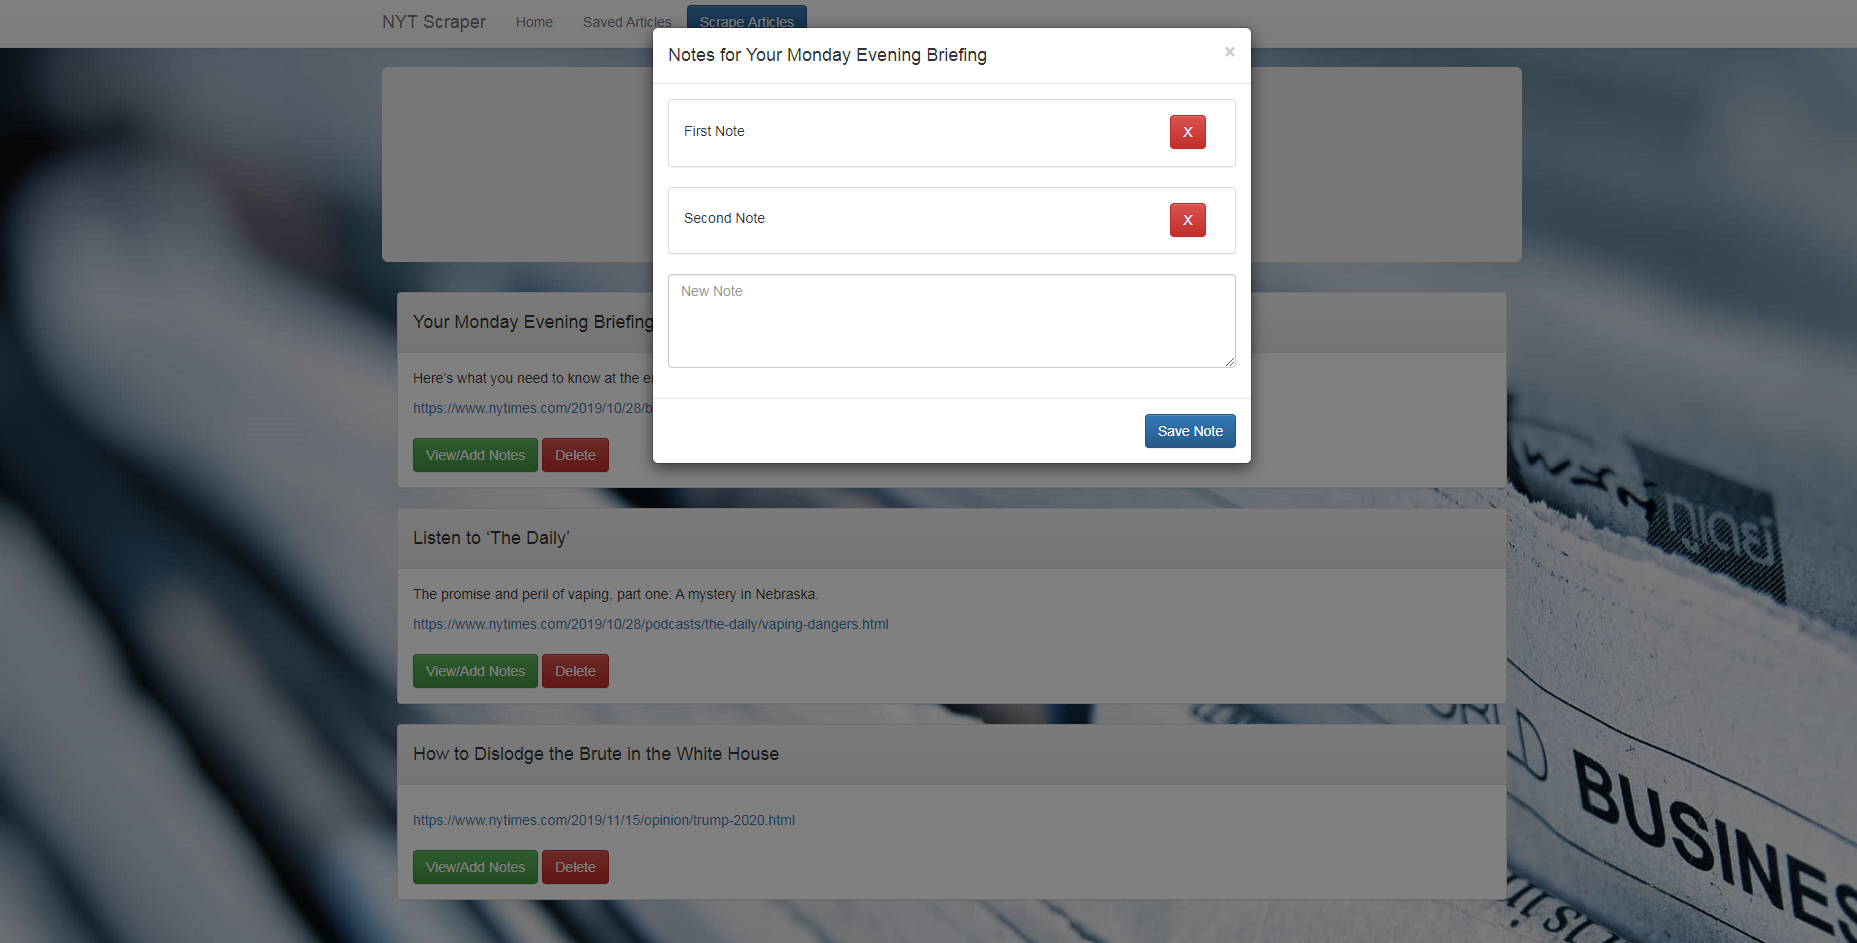 NYT Scraper Home Saved Articles Scrape Articles
Notes for Your Monday Evening Briefing ×
First Note X
Second Note X
New Note
Save Note
Your Monday Evening Briefing
Here's what you need to know at the e
https://www.nytimes.com/2019/10/28/b
View/Add Notes Delete
Listen to ‘The Daily’
The promise and peril of vaping, part one: A mystery in Nebraska.
https://www.nytimes.com/2019/10/28/podcasts/the-daily/vaping-dangers.html
View/Add Notes Delete
How to Dislodge the Brute in the White House
https://www.nytimes.com/2019/11/15/opinion/trump-2020.html
View/Add Notes Delete
BUSINES